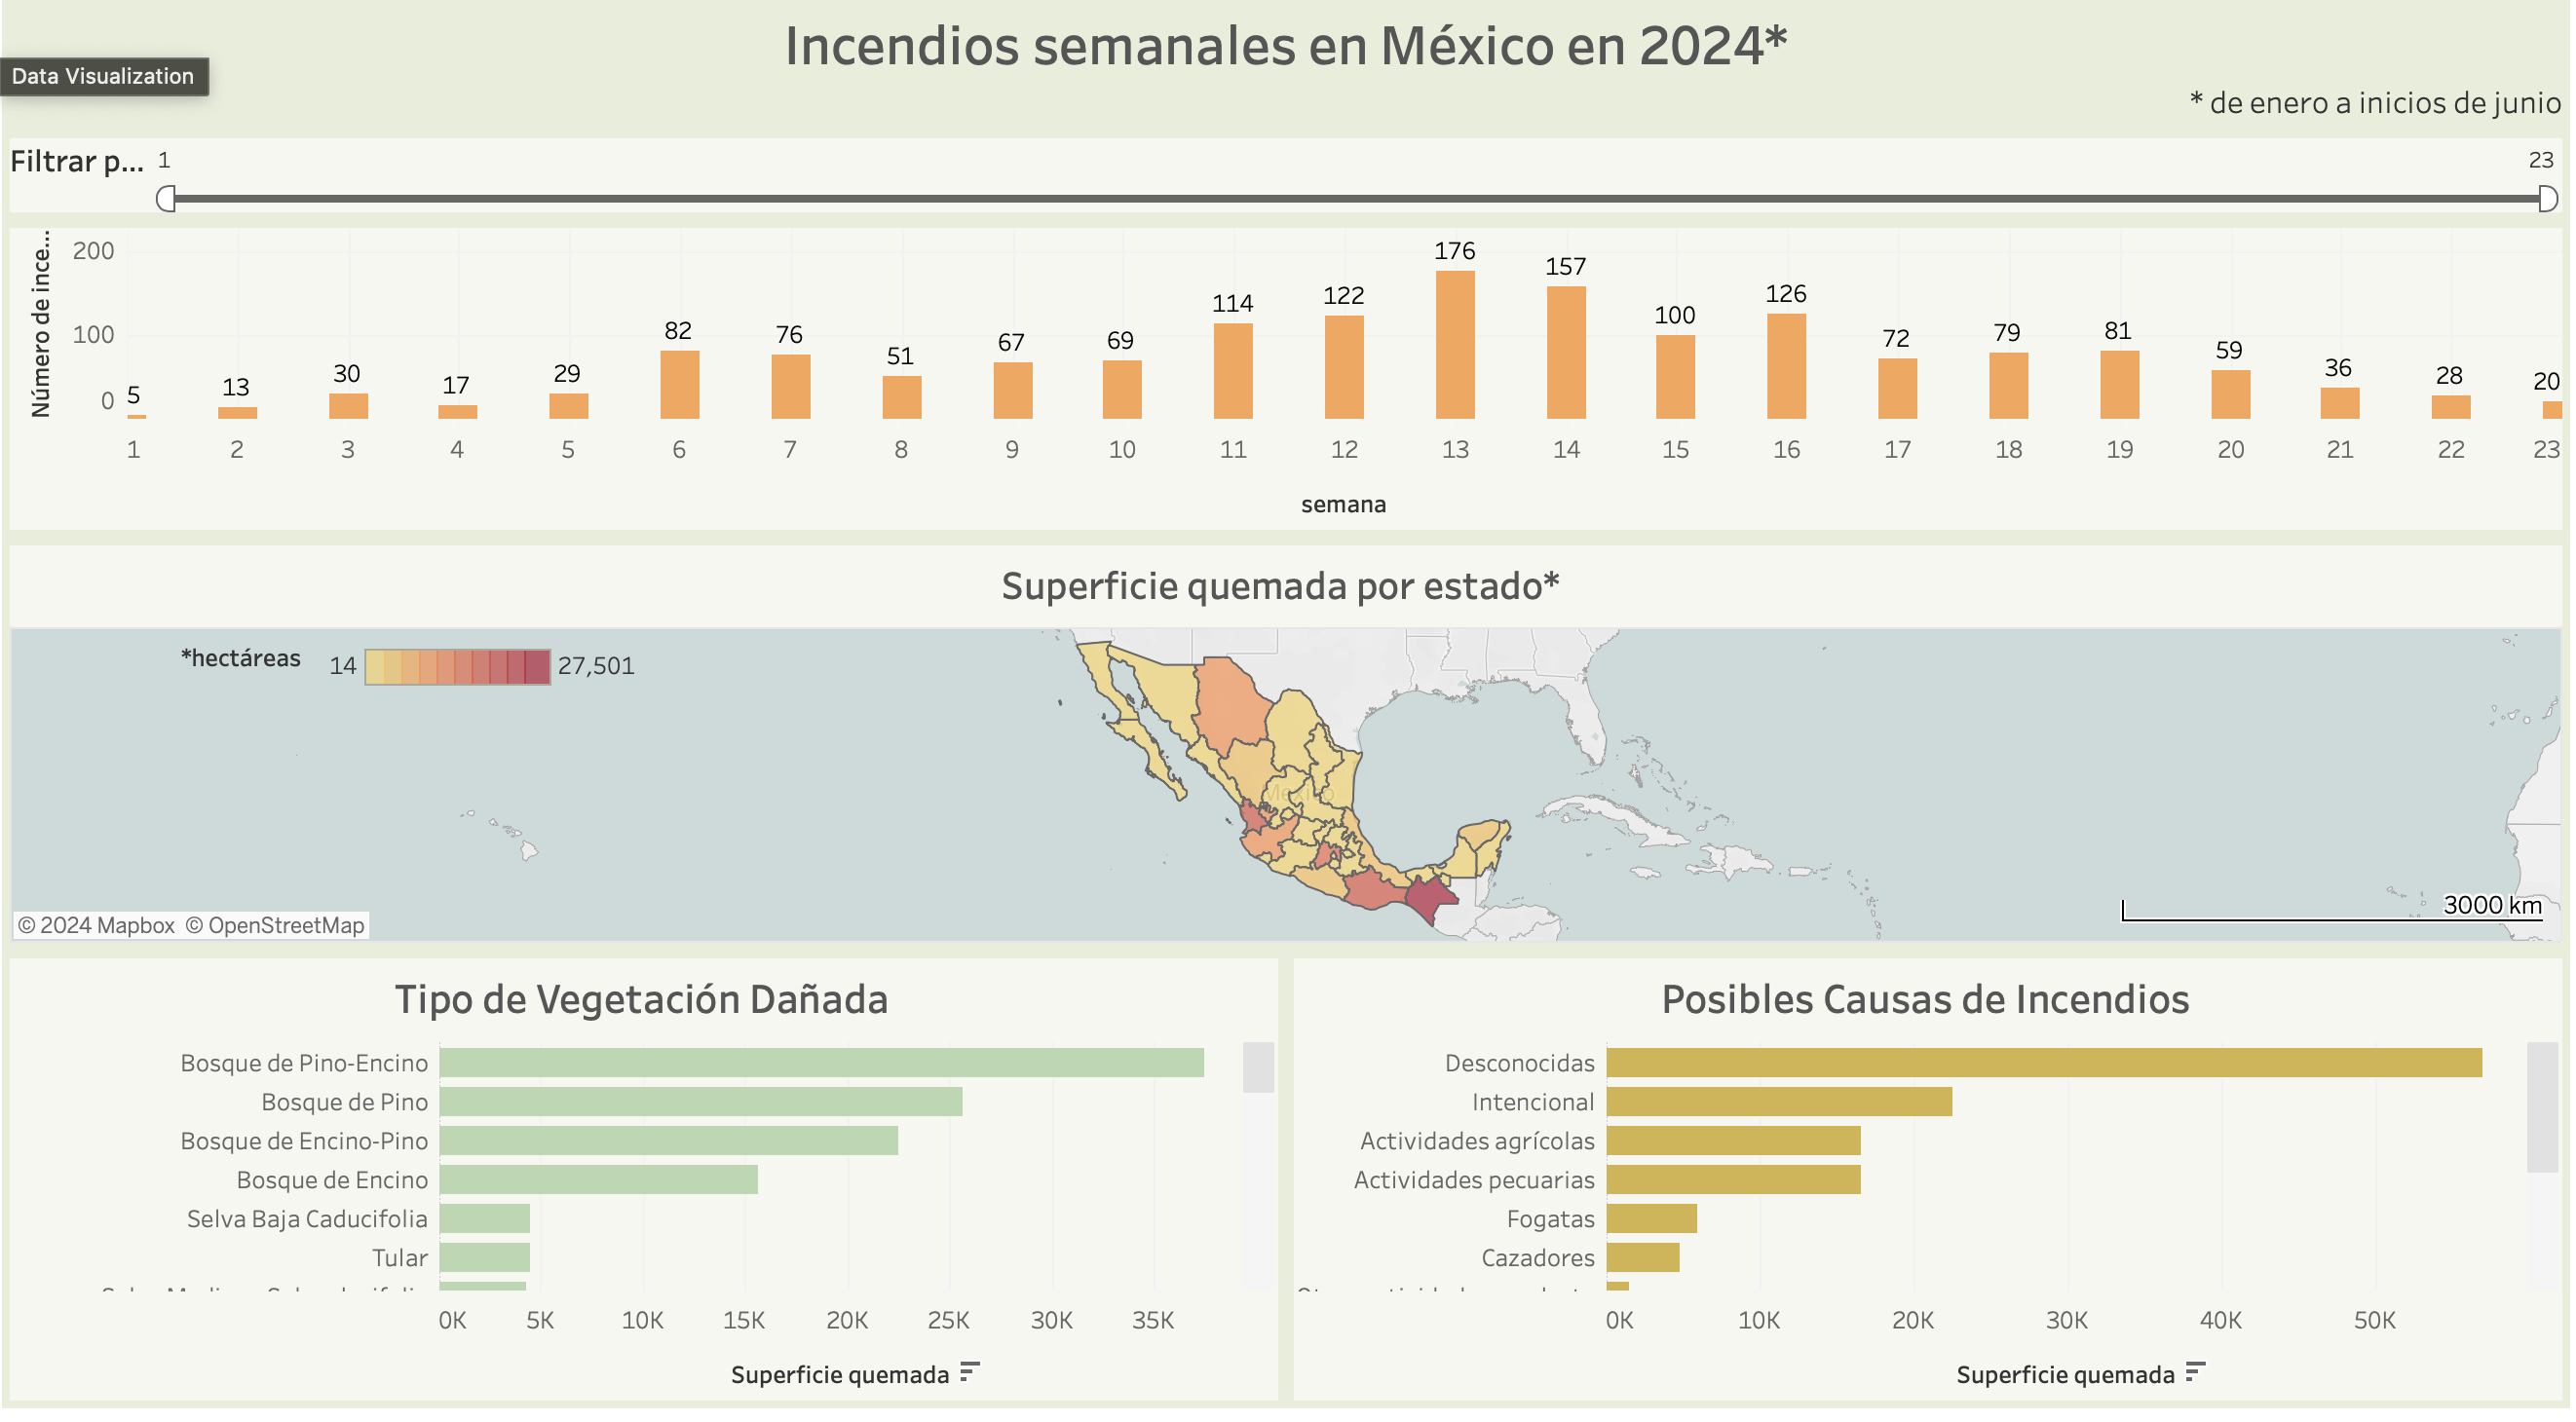 Incendios semanales en México en 2024*
Data Visualization
* de enero a inicios de junio
Filtrar p...
1
23
Número de ince...
200
100
0
5 13 30 17 29 82 76 51 67 69 114 122 176 157 100 126 72 79 81 59 36 28 20
1 2 3 4 5 6 7 8 9 10 11 12 13 14 15 16 17 18 19 20 21 22 23
semana
Superficie quemada por estado*
*hectáreas 14 27,501
México
3000 km
© 2024 Mapbox © OpenStreetMap
Tipo de Vegetación Dañada
Bosque de Pino-Encino
Bosque de Pino
Bosque de Encino-Pino
Bosque de Encino
Selva Baja Caducifolia
Tular
0K 5K 10K 15K 20K 25K 30K 35K
Superficie quemada
Posibles Causas de Incendios
Desconocidas
Intencional
Actividades agrícolas
Actividades pecuarias
Fogatas
Cazadores
0K 10K 20K 30K 40K 50K
Superficie quemada